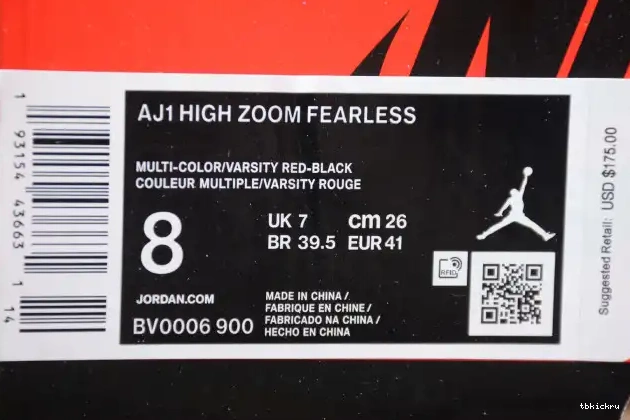 AJ1 HIGH ZOOM FEARLESS
MULTI-COLOR/VARSITY RED-BLACK
COULEUR MULTIPLE/VARSITY ROUGE
8
UK 7 cm 26
BR 39.5 EUR 41
RFID
JORDAN.COM
BV0006 900
MADE IN CHINA /
FABRIQUE EN CHINE /
FABRICADO NA CHINA /
HECHO EN CHINA
1 93154 43663 1
14
Suggested Retail: USD $175.00
tbkickru